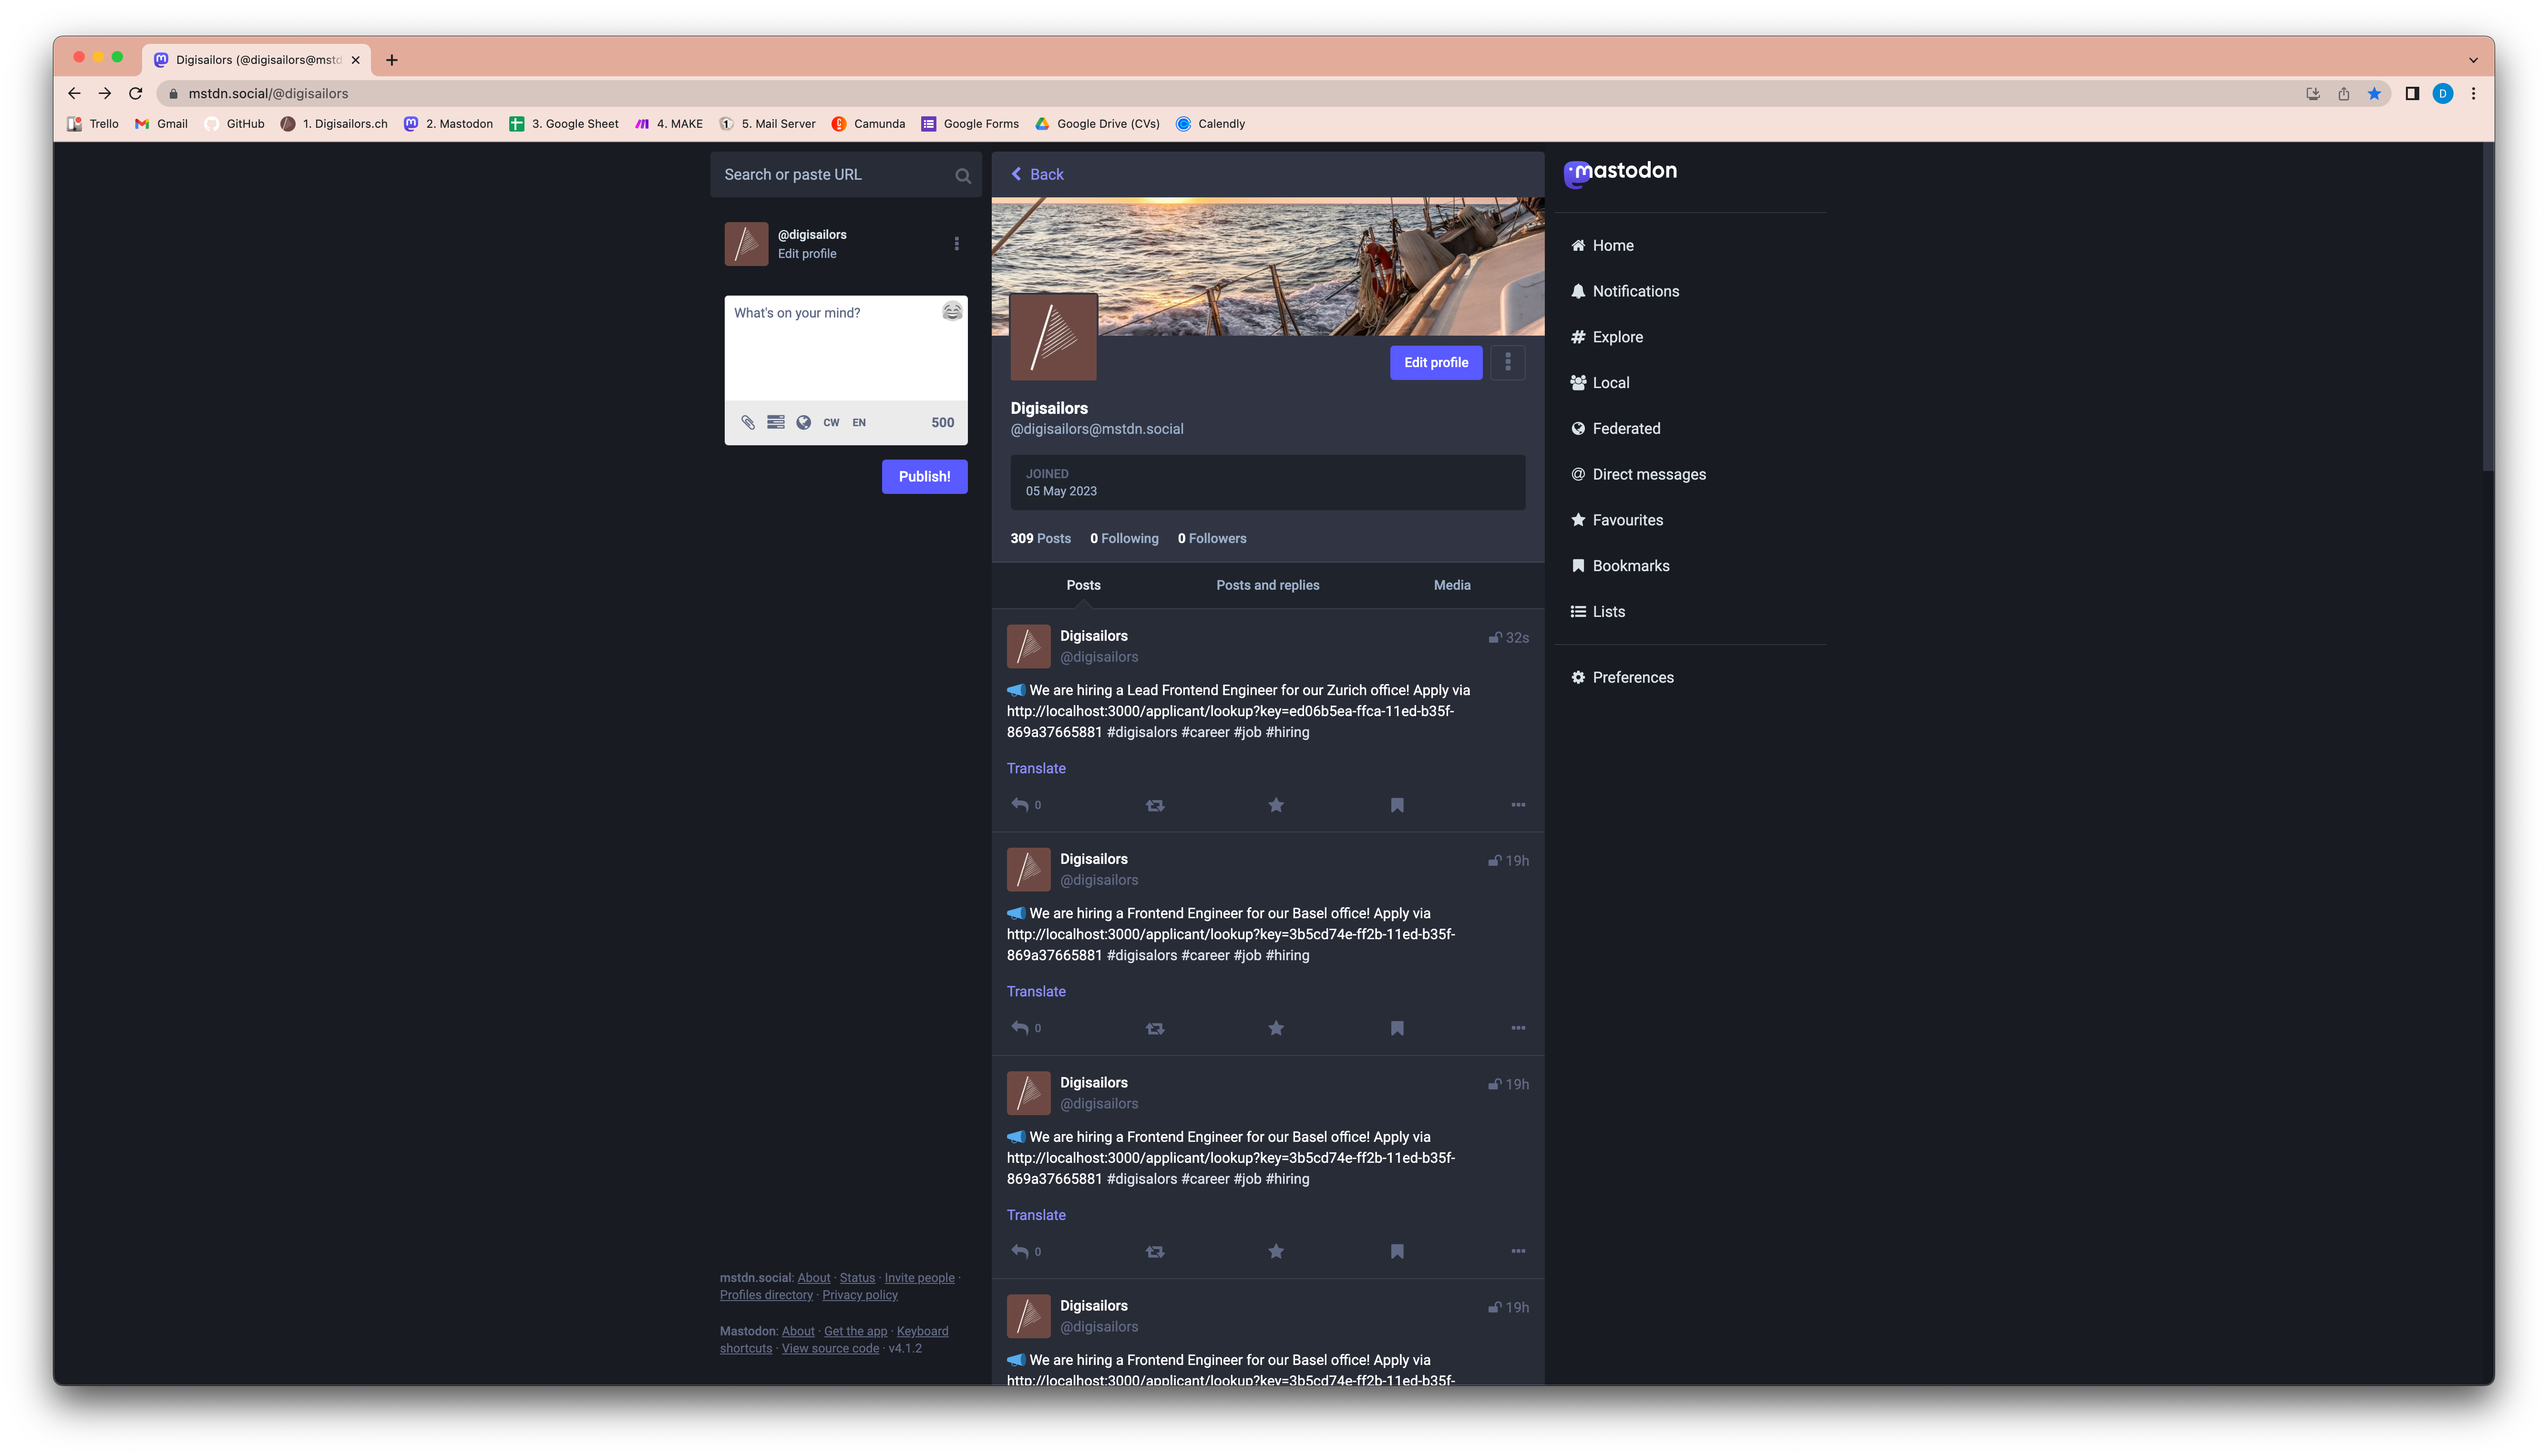 Digisailors (@digisailors@mstd
mstdn.social/@digisailors
Trello Gmail GitHub 1. Digisailors.ch 2. Mastodon 3. Google Sheet 4. MAKE 5. Mail Server Camunda Google Forms Google Drive (CVs) Calendly
D
Search or paste URL
@digisailors
Edit profile
What's on your mind?
CW EN 500
Publish!
mstdn.social: About · Status · Invite people ·
Profiles directory · Privacy policy
Mastodon: About · Get the app · Keyboard
shortcuts · View source code · v4.1.2
Back
Edit profile
Digisailors
@digisailors@mstdn.social
JOINED
05 May 2023
309 Posts 0 Following 0 Followers
Posts Posts and replies Media
Digisailors 32s
@digisailors
We are hiring a Lead Frontend Engineer for our Zurich office! Apply via
http://localhost:3000/applicant/lookup?key=ed06b5ea-ffca-11ed-b35f-
869a37665881 #digisalors #career #job #hiring
Translate
0
Digisailors 19h
@digisailors
We are hiring a Frontend Engineer for our Basel office! Apply via
http://localhost:3000/applicant/lookup?key=3b5cd74e-ff2b-11ed-b35f-
869a37665881 #digisalors #career #job #hiring
Translate
0
Digisailors 19h
@digisailors
We are hiring a Frontend Engineer for our Basel office! Apply via
http://localhost:3000/applicant/lookup?key=3b5cd74e-ff2b-11ed-b35f-
869a37665881 #digisalors #career #job #hiring
Translate
0
Digisailors 19h
@digisailors
We are hiring a Frontend Engineer for our Basel office! Apply via
http://localhost:3000/applicant/lookup?key=3b5cd74e-ff2b-11ed-b35f-
mastodon
Home
Notifications
Explore
Local
Federated
Direct messages
Favourites
Bookmarks
Lists
Preferences